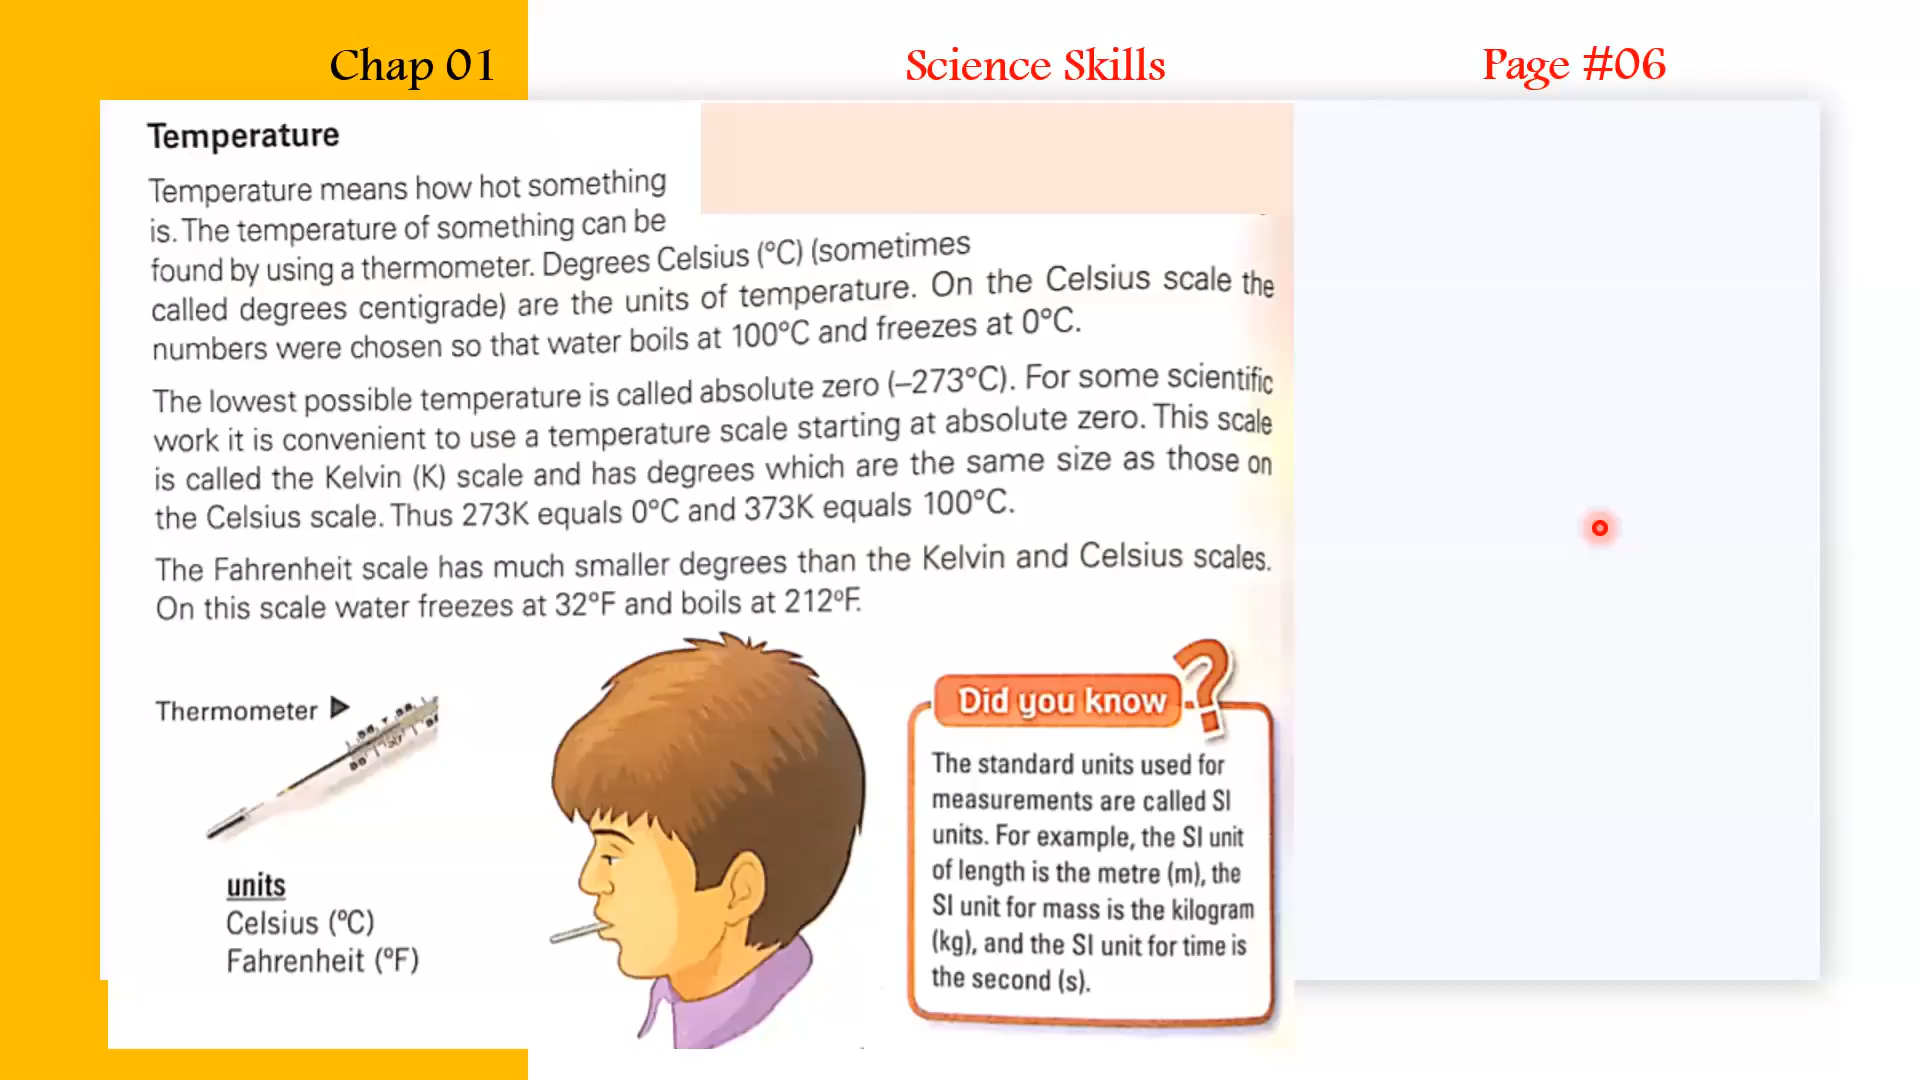 Chap 01
Science Skills
Page #06
Temperature
Temperature means how hot something
is. The temperature of something can be
found by using a thermometer. Degrees Celsius (°C) (sometimes
called degrees centigrade) are the units of temperature. On the Celsius scale the
numbers were chosen so that water boils at 100°C and freezes at 0°C.
The lowest possible temperature is called absolute zero (–273°C). For some scientific
work it is convenient to use a temperature scale starting at absolute zero. This scale
is called the Kelvin (K) scale and has degrees which are the same size as those on
the Celsius scale. Thus 273K equals 0°C and 373K equals 100°C.
The Fahrenheit scale has much smaller degrees than the Kelvin and Celsius scales.
On this scale water freezes at 32°F and boils at 212°F.
Thermometer
units
Celsius (°C)
Fahrenheit (°F)
Did you know
?
The standard units used for
measurements are called SI
units. For example, the SI unit
of length is the metre (m), the
SI unit for mass is the kilogram
(kg), and the SI unit for time is
the second (s).